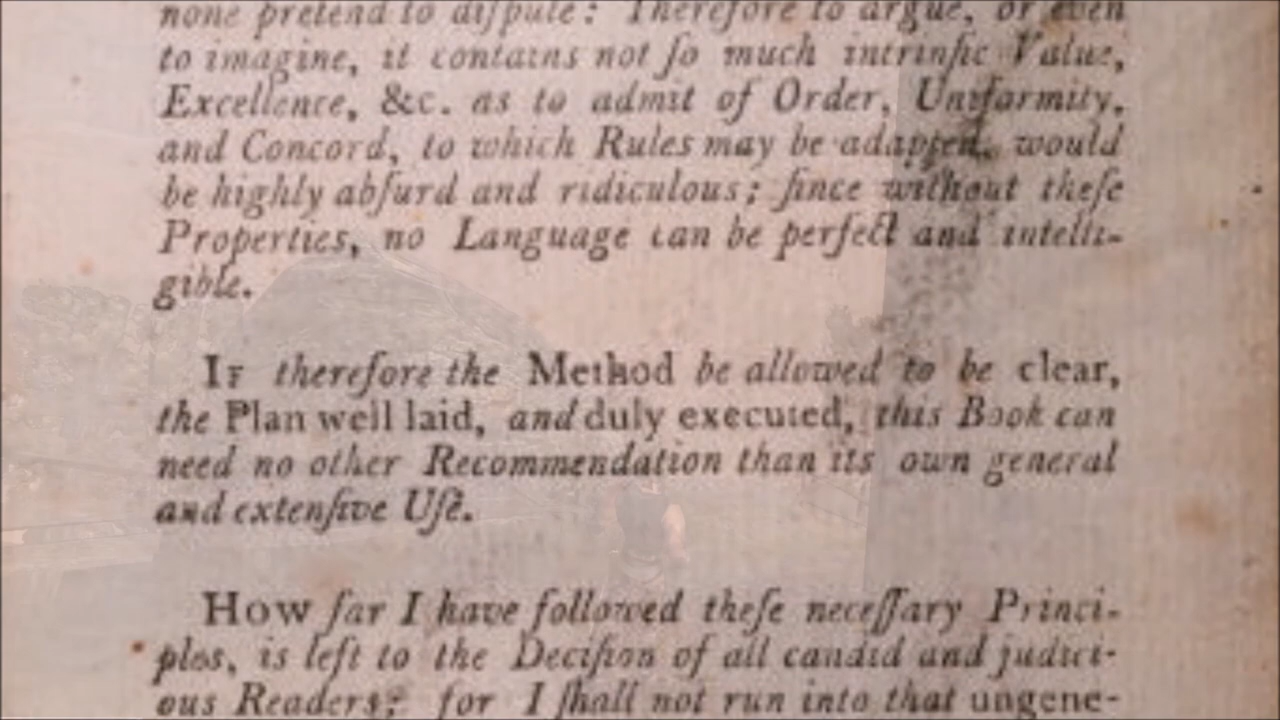 none pretend to diſpute: Therefore to argue, or even
to imagine, it contains not ſo much intrinſic Value,
Excellence, &c. as to admit of Order, Uniformity,
and Concord, to which Rules may be adapted, would
be highly abſurd and ridiculous; ſince without theſe
Properties, no Language can be perfect and intelli-
gible.
IF therefore the Method be allowed to be clear,
the Plan well laid, and duly executed, this Book can
need no other Recommendation than its own general
and extenſive Uſe.
HOW far I have followed theſe neceſſary Princi-
ples, is left to the Deciſion of all candid and judici-
ous Readers; for I ſhall not run into that ungene-